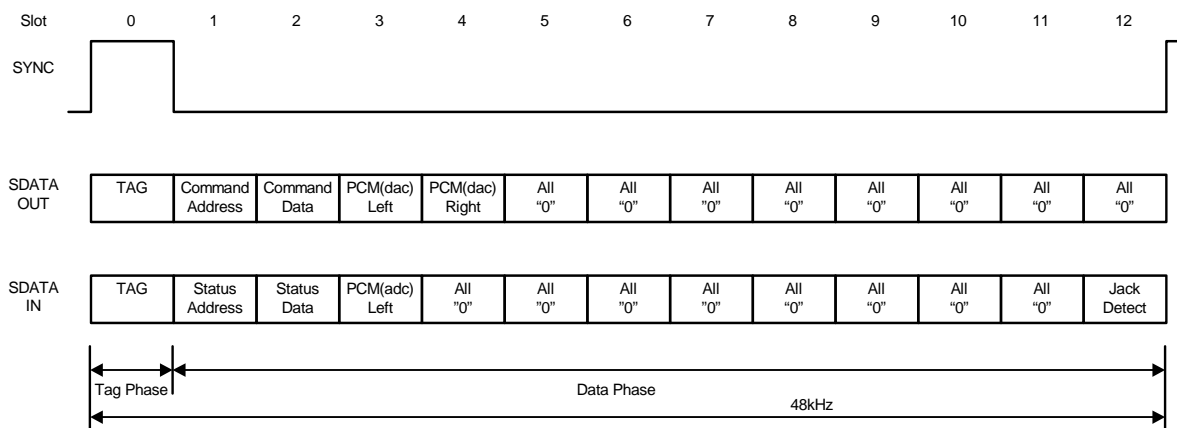 Slot 0 1 2 3 4 5 6 7 8 9 10 11 12
SYNC
SDATA OUT
TAG
Command Address
Command Data
PCM(dac) Left
PCM(dac) Right
All “0”
All “0”
All ”0”
All “0”
All “0”
All “0”
All “0”
All “0”
SDATA IN
TAG
Status Address
Status Data
PCM(adc) Left
All ”0”
All ”0”
All “0”
All ”0”
All “0”
All “0”
All “0”
All “0”
Jack Detect
Tag Phase
Data Phase
48kHz